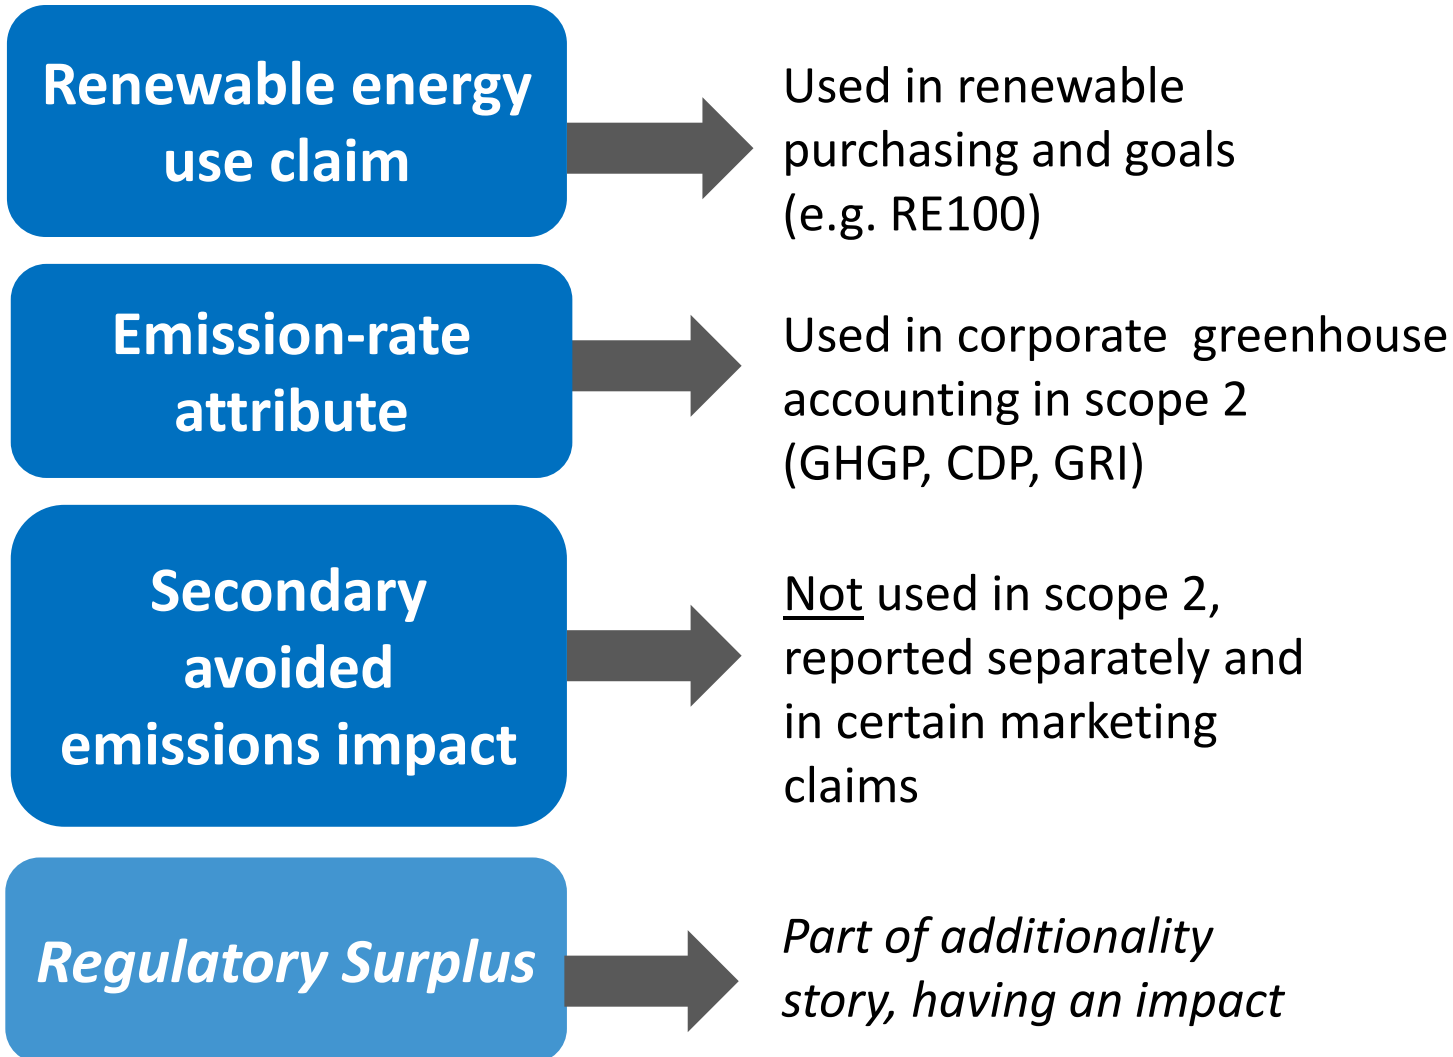 Renewable energy
use claim
Used in renewable
purchasing and goals
(e.g. RE100)
Emission-rate
attribute
Used in corporate  greenhouse
accounting in scope 2
(GHGP, CDP, GRI)
Secondary
avoided
emissions impact
Not used in scope 2,
reported separately and
in certain marketing
claims
Regulatory Surplus
Part of additionality
story, having an impact